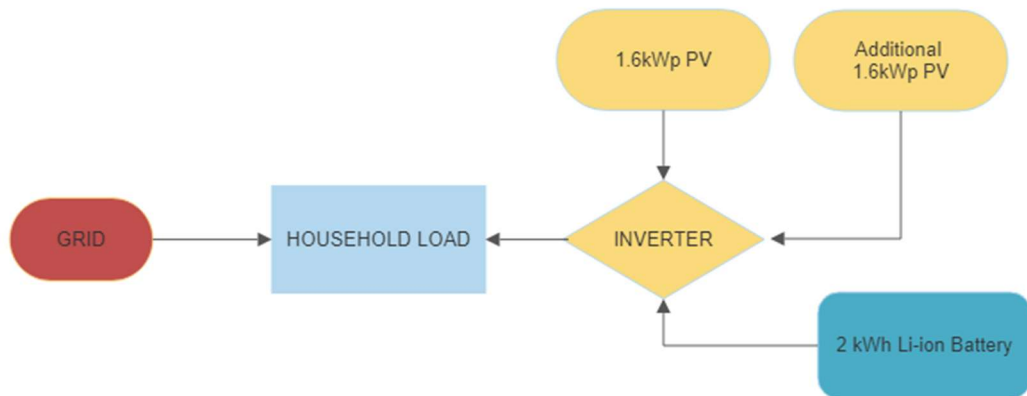 1.6kWp PV
Additional
1.6kWp PV
GRID
HOUSEHOLD LOAD
INVERTER
2 kWh Li-ion Battery